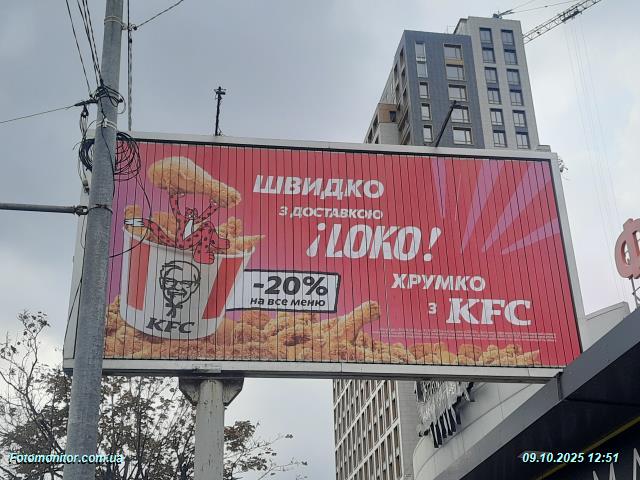 ШВИДКО
З ДОСТАВКОЮ
¡LOKO!
ХРУМКО
З KFC
-20%
на все меню
KFC
Ф
Fotomonitor.com.ua
09.10.2025 12:51